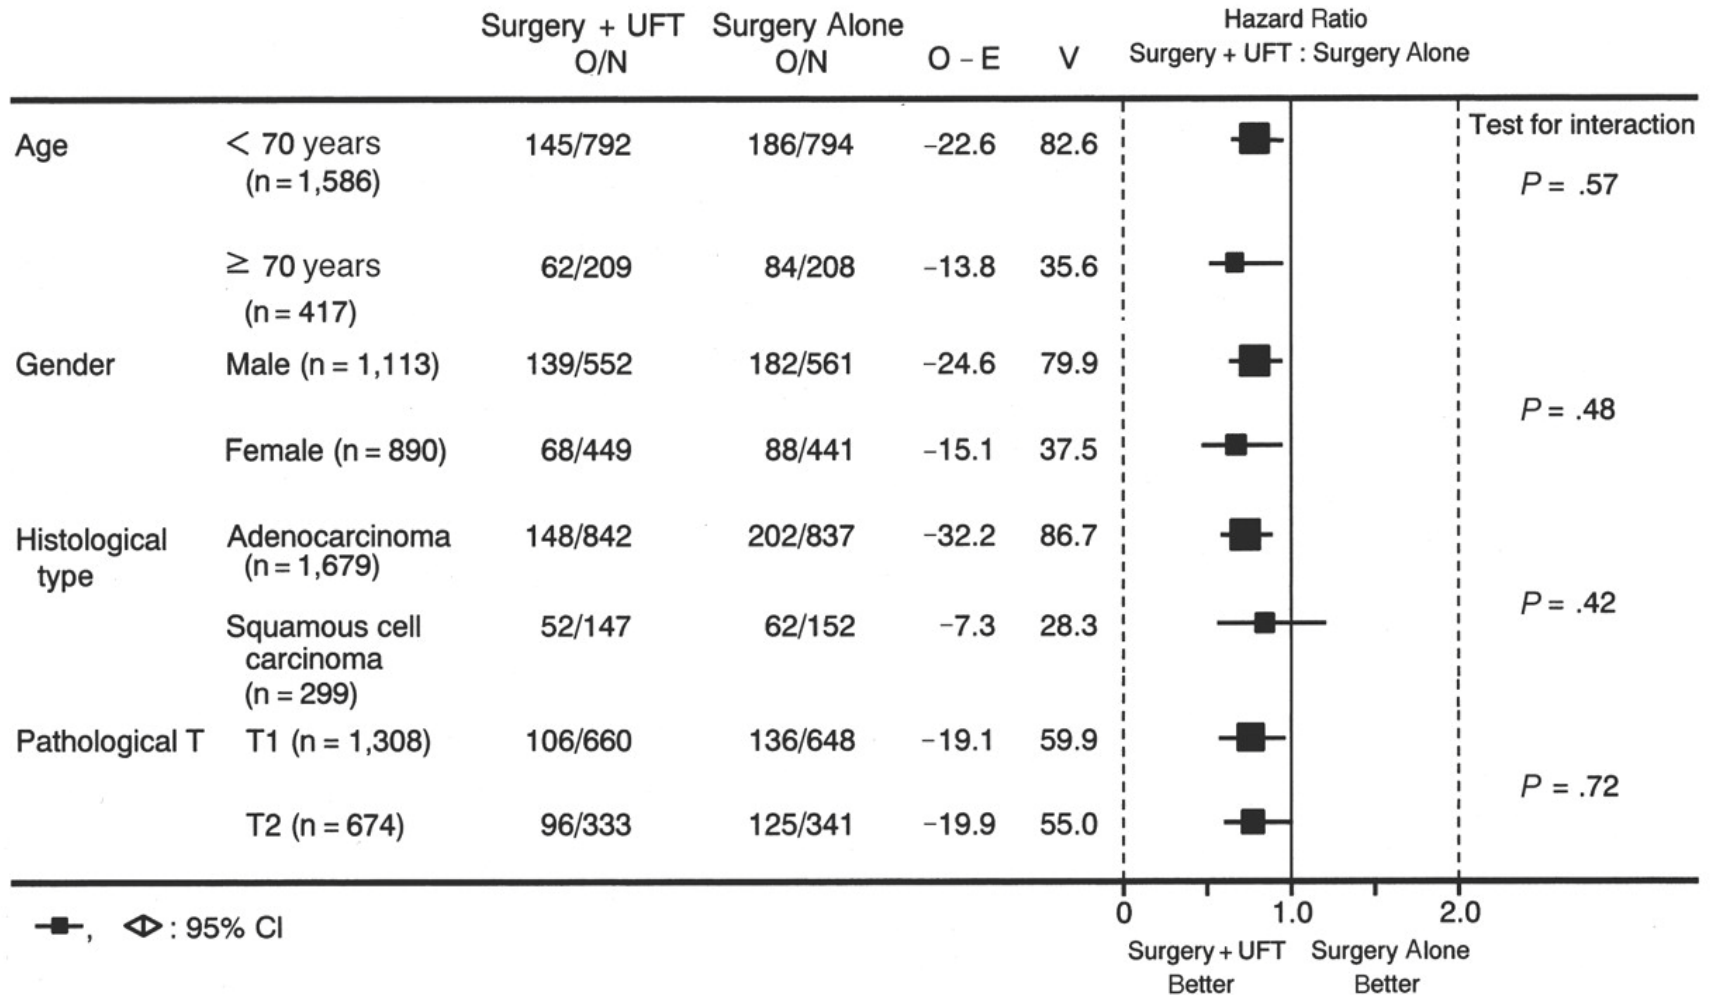 Surgery + UFT Surgery Alone Hazard Ratio
O/N O/N O – E V Surgery + UFT : Surgery Alone
Test for interaction
Age < 70 years 145/792 186/794 –22.6 82.6
(n = 1,586) P = .57
≥ 70 years 62/209 84/208 –13.8 35.6
(n = 417)
Gender Male (n = 1,113) 139/552 182/561 –24.6 79.9
P = .48
Female (n = 890) 68/449 88/441 –15.1 37.5
Histological Adenocarcinoma 148/842 202/837 –32.2 86.7
type (n = 1,679)
P = .42
Squamous cell 52/147 62/152 –7.3 28.3
carcinoma
(n = 299)
Pathological T T1 (n = 1,308) 106/660 136/648 –19.1 59.9
P = .72
T2 (n = 674) 96/333 125/341 –19.9 55.0
0 1.0 2.0
, : 95% CI
Surgery + UFT Surgery Alone
Better Better